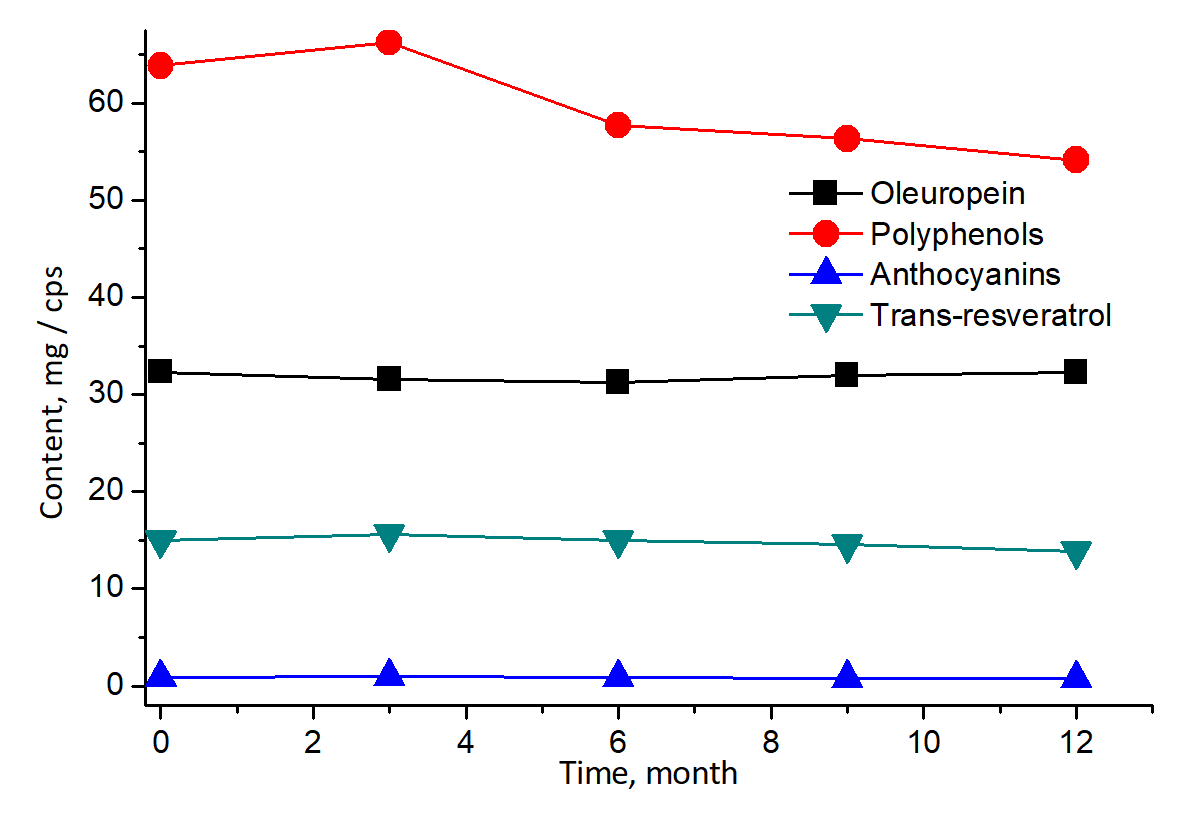 60
50
40
30
20
10
0
Content, mg / cps
Oleuropein
Polyphenols
Anthocyanins
Trans-resveratrol
0 2 4 6 8 10 12
Time, month